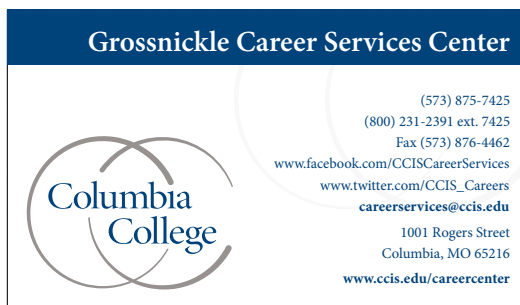 Grossnickle Career Services Center
(573) 875-7425
(800) 231-2391 ext. 7425
Fax (573) 876-4462
www.facebook.com/CCISCareerServices
www.twitter.com/CCIS_Careers
careerservices@ccis.edu
1001 Rogers Street
Columbia, MO 65216
www.ccis.edu/careercenter
Columbia
College